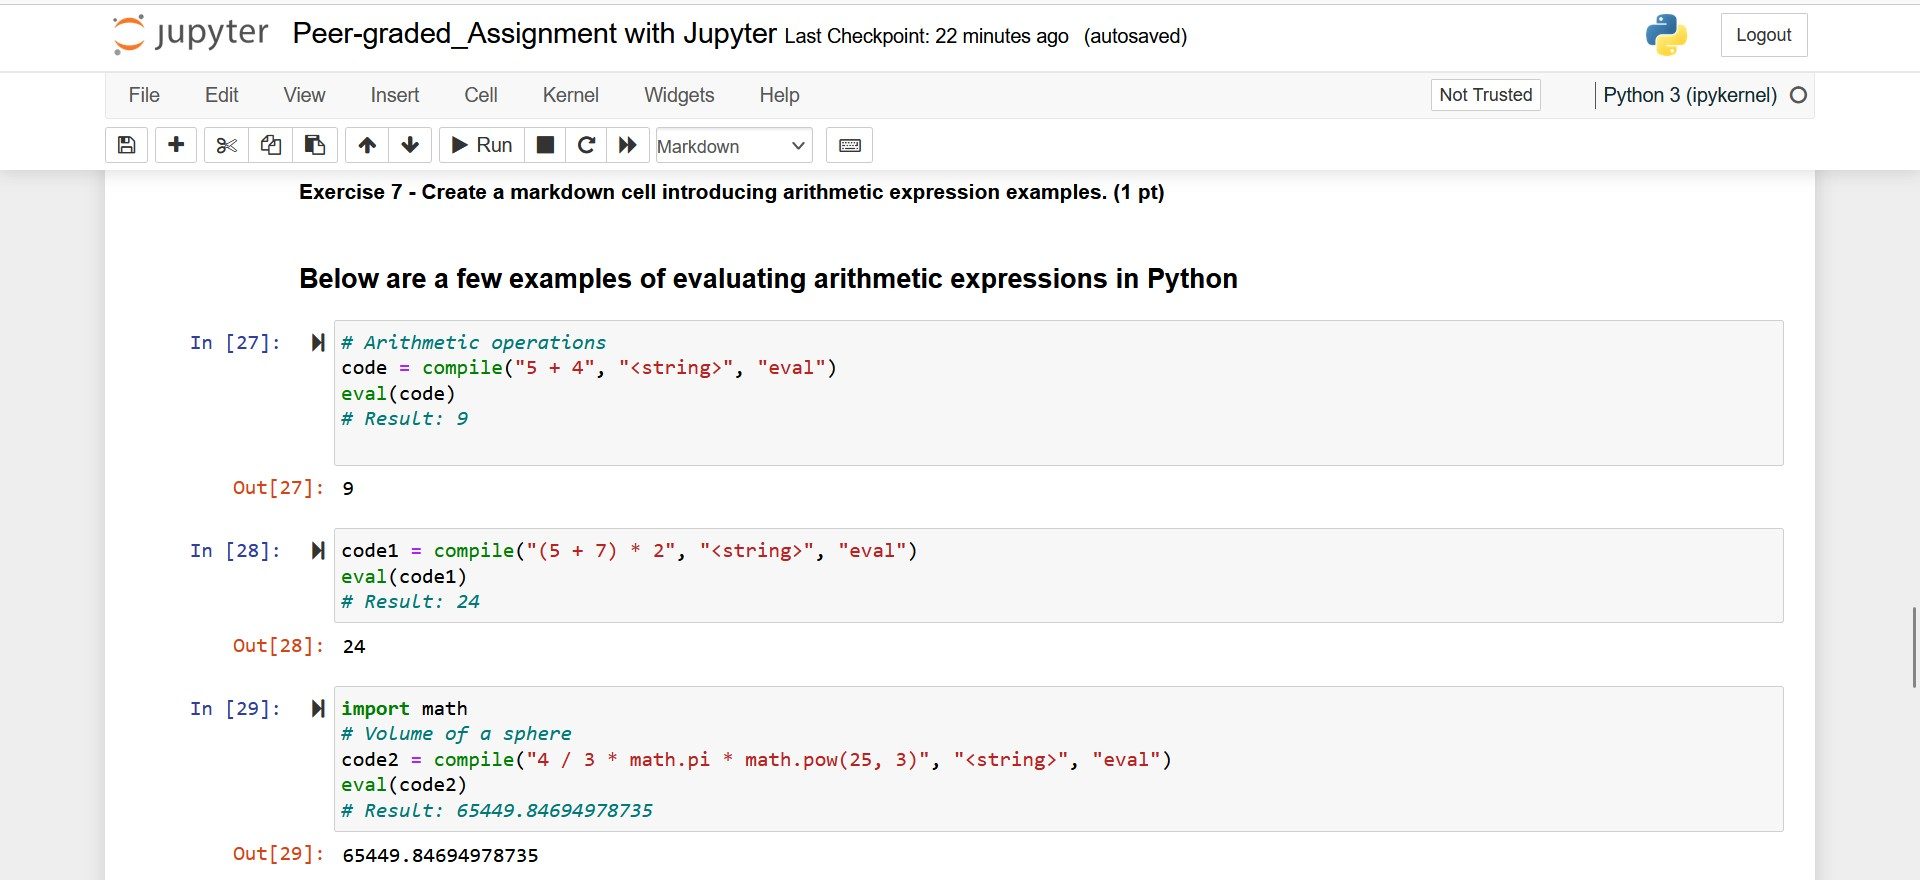 jupyter Peer-graded_Assignment with Jupyter Last Checkpoint: 22 minutes ago (autosaved) Logout
File Edit View Insert Cell Kernel Widgets Help Not Trusted Python 3 (ipykernel)
Run Markdown
Exercise 7 - Create a markdown cell introducing arithmetic expression examples. (1 pt)
Below are a few examples of evaluating arithmetic expressions in Python
In [27]: # Arithmetic operations
code = compile("5 + 4", "<string>", "eval")
eval(code)
# Result: 9
Out[27]: 9
In [28]: code1 = compile("(5 + 7) * 2", "<string>", "eval")
eval(code1)
# Result: 24
Out[28]: 24
In [29]: import math
# Volume of a sphere
code2 = compile("4 / 3 * math.pi * math.pow(25, 3)", "<string>", "eval")
eval(code2)
# Result: 65449.84694978735
Out[29]: 65449.84694978735